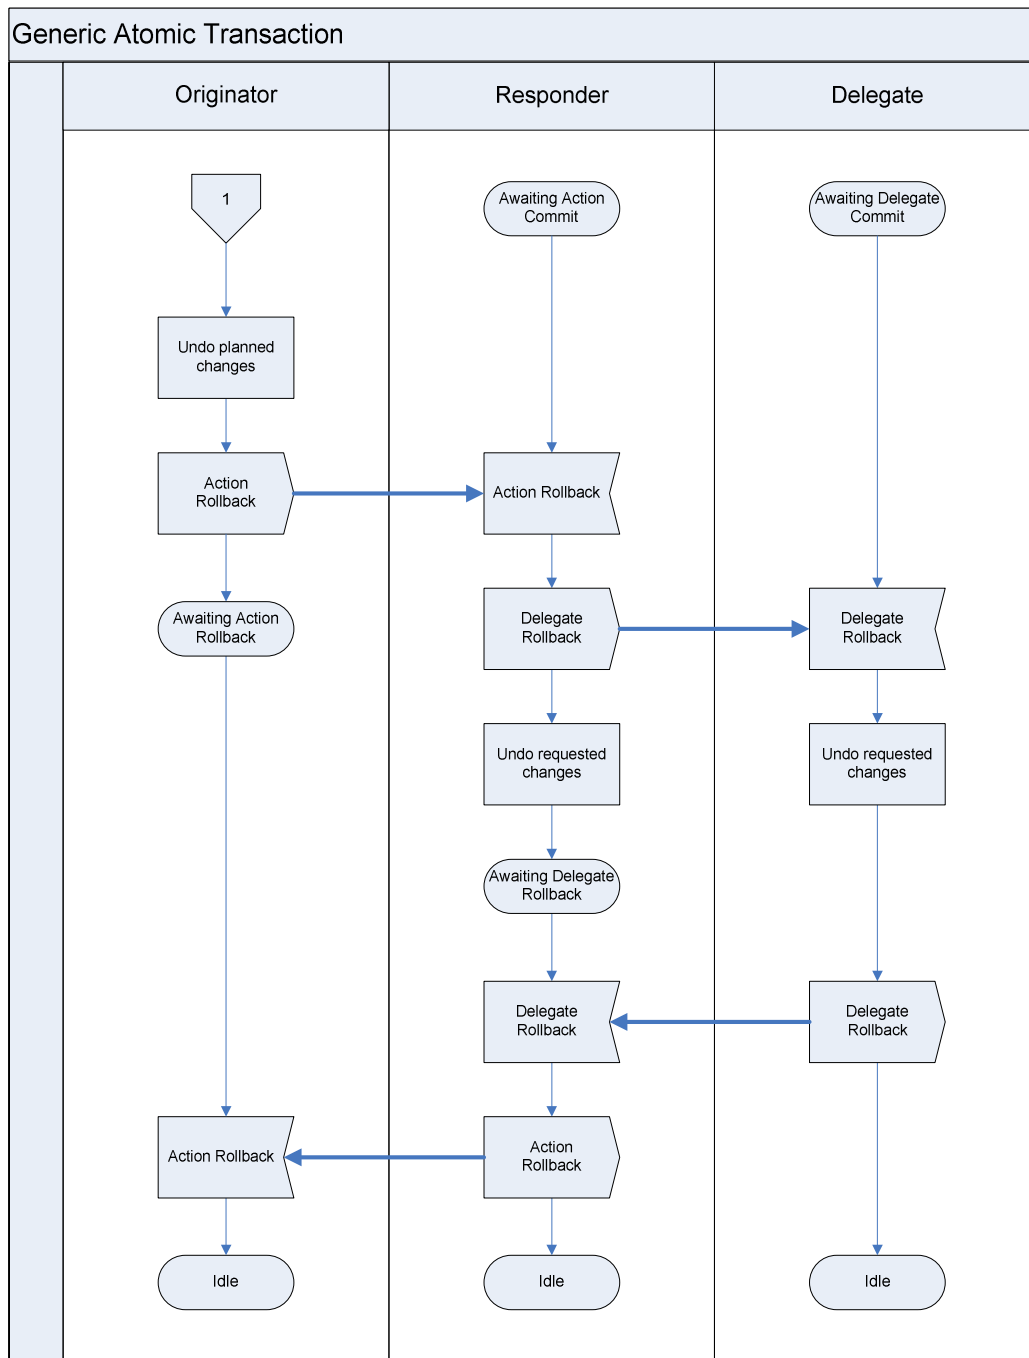 Generic Atomic Transaction
Originator
Responder
Delegate
1
Awaiting Action
Commit
Awaiting Delegate
Commit
Undo planned
changes
Action
Rollback
Action Rollback
Awaiting Action
Rollback
Delegate
Rollback
Delegate
Rollback
Undo requested
changes
Undo requested
changes
Awaiting Delegate
Rollback
Delegate
Rollback
Delegate
Rollback
Action Rollback
Action
Rollback
Idle
Idle
Idle